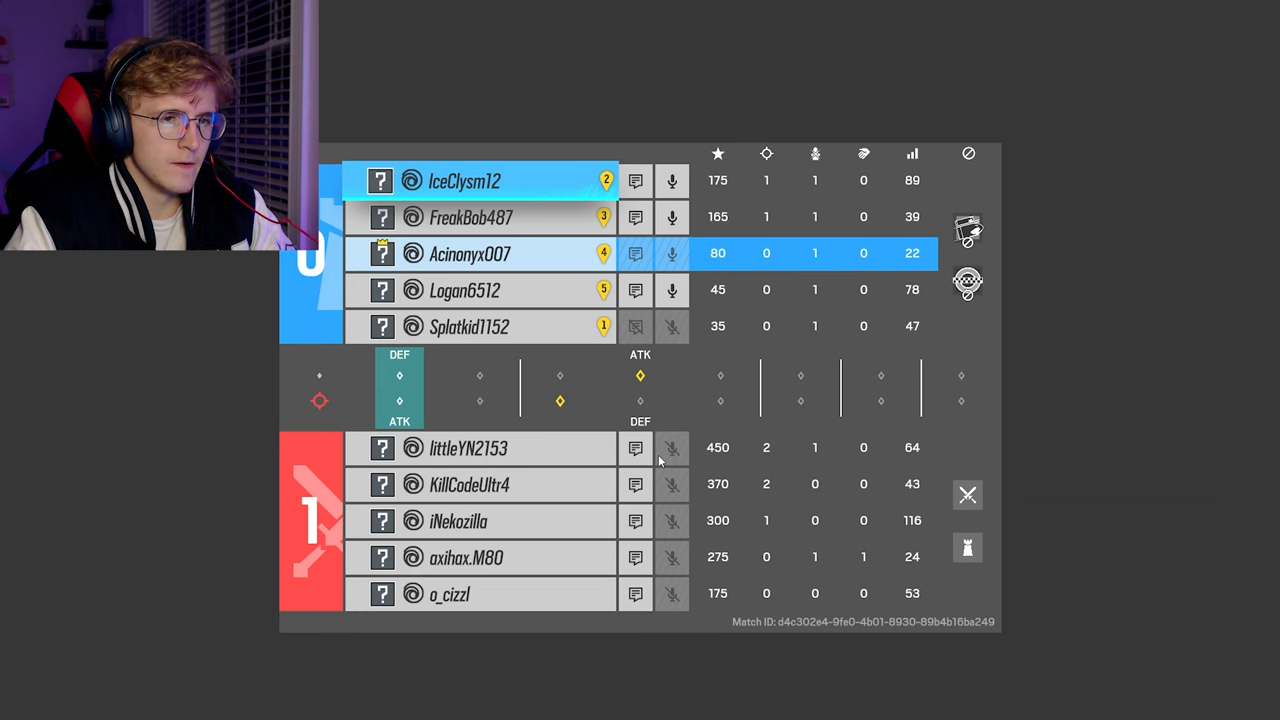 ? IceClysm12 2 175 1 1 0 89
? FreakBob487 3 165 1 1 0 39
0
? Acinonyx007 4 80 0 1 0 22
? Logan6512 5 45 0 1 0 78
? Splatkid1152 1 35 0 1 0 47
DEF ATK
ATK DEF
? littleYN2153 450 2 1 0 64
? KillCodeUltr4 370 2 0 0 43
1
? iNekozilla 300 1 0 0 116
? axihax.M80 275 0 1 1 24
? o_cizzl 175 0 0 0 53
Match ID: d4c302e4-9fe0-4b01-8930-89b4b16ba249